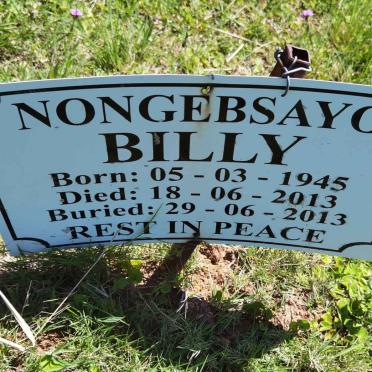 NONGEBSAYO
BILLY
Born: 05 - 03 - 1945
Died: 18 - 06 - 2013
Buried: 29 - 06 - 2013
REST IN PEACE